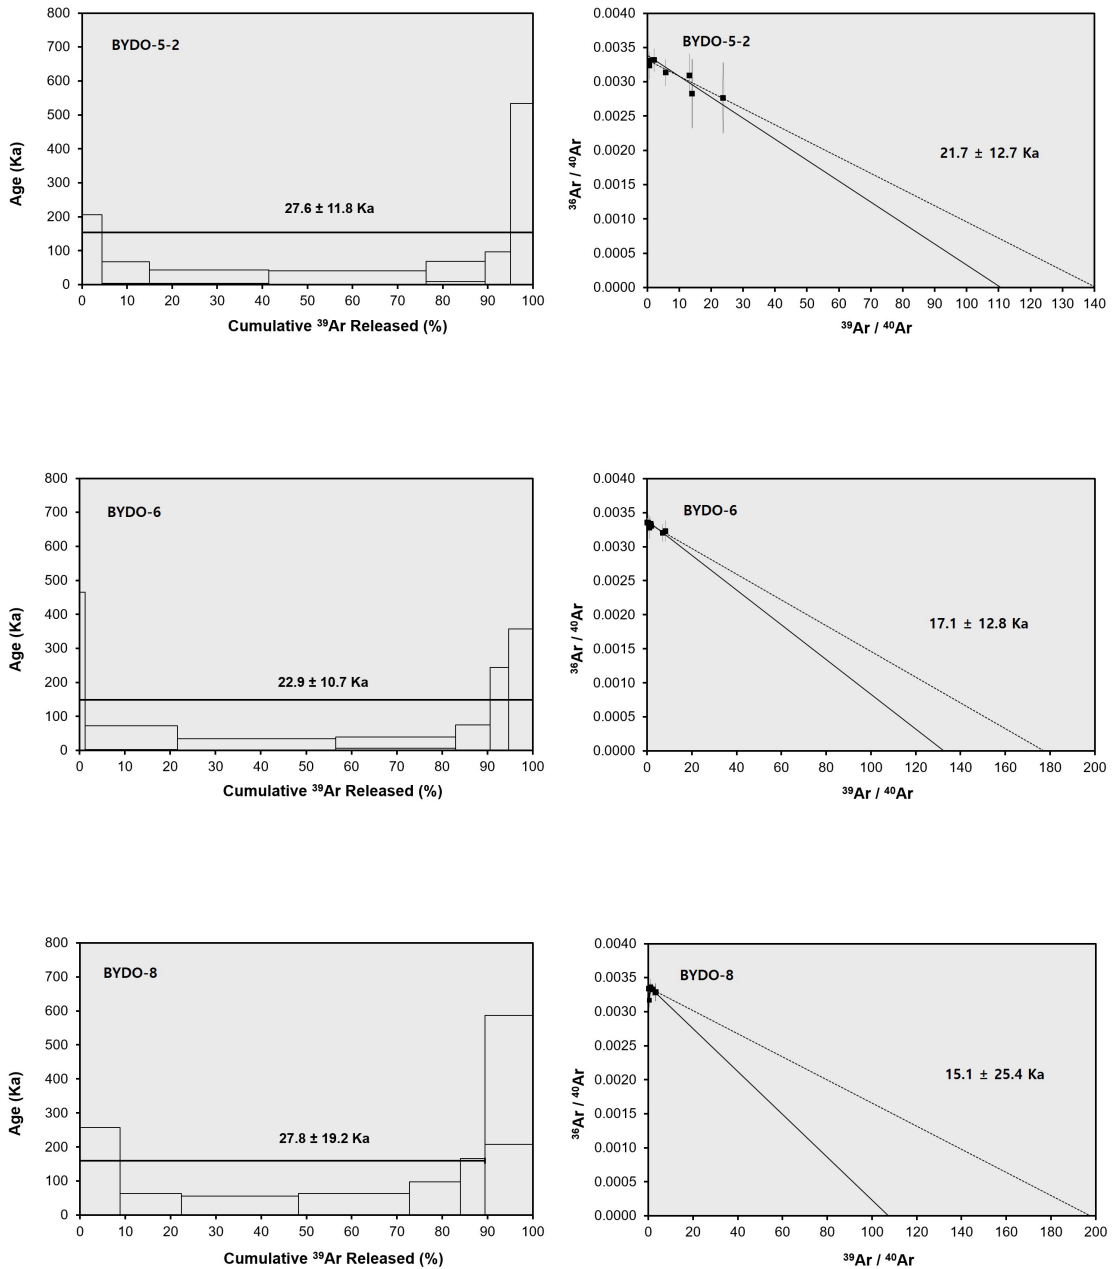 BYDO-5-2
Age (Ka)
800
700
600
500
400
300
200
100
0
27.6 ± 11.8 Ka
0 10 20 30 40 50 60 70 80 90 100
Cumulative ³⁹Ar Released (%)
BYDO-5-2
³⁶Ar / ⁴⁰Ar
0.0040
0.0035
0.0030
0.0025
0.0020
0.0015
0.0010
0.0005
0.0000
21.7 ± 12.7 Ka
0 10 20 30 40 50 60 70 80 90 100 110 120 130 140
³⁹Ar / ⁴⁰Ar
BYDO-6
Age (Ka)
800
700
600
500
400
300
200
100
0
22.9 ± 10.7 Ka
0 10 20 30 40 50 60 70 80 90 100
Cumulative ³⁹Ar Released (%)
BYDO-6
³⁶Ar / ⁴⁰Ar
0.0040
0.0035
0.0030
0.0025
0.0020
0.0015
0.0010
0.0005
0.0000
17.1 ± 12.8 Ka
0 20 40 60 80 100 120 140 160 180 200
³⁹Ar / ⁴⁰Ar
BYDO-8
Age (Ka)
800
700
600
500
400
300
200
100
0
27.8 ± 19.2 Ka
0 10 20 30 40 50 60 70 80 90 100
Cumulative ³⁹Ar Released (%)
BYDO-8
³⁶Ar / ⁴⁰Ar
0.0040
0.0035
0.0030
0.0025
0.0020
0.0015
0.0010
0.0005
0.0000
15.1 ± 25.4 Ka
0 20 40 60 80 100 120 140 160 180 200
³⁹Ar / ⁴⁰Ar